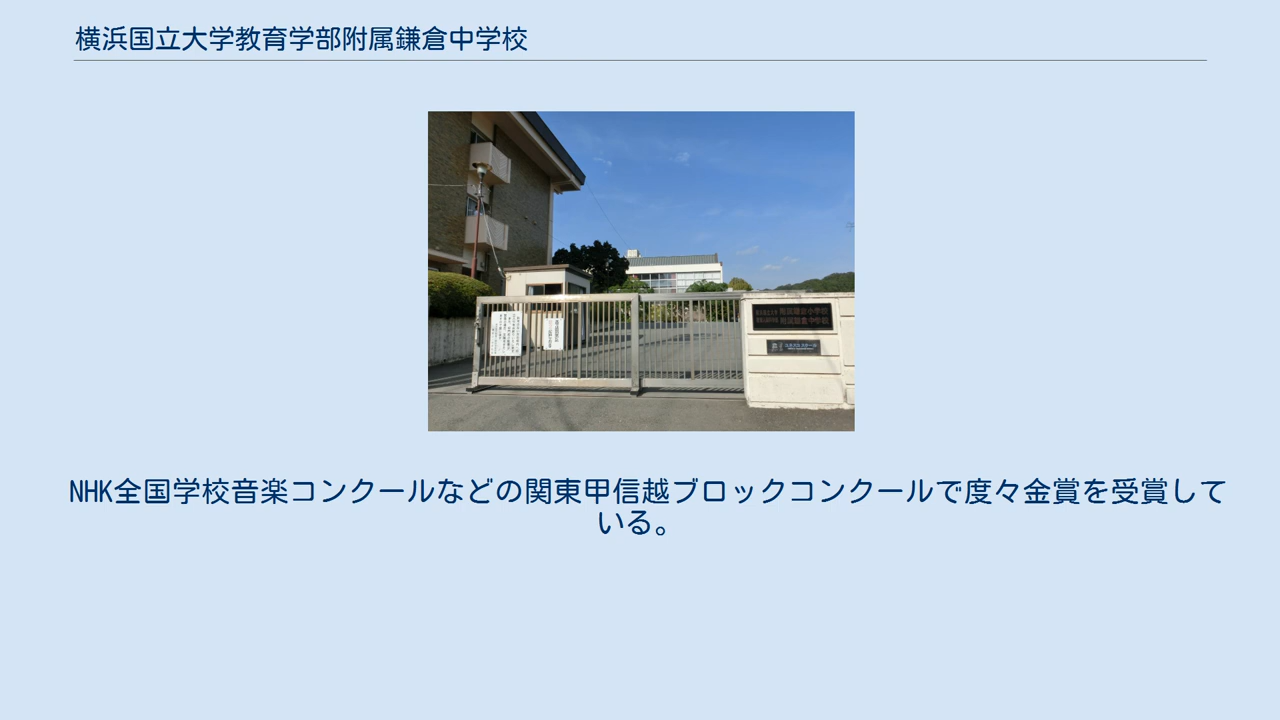 横浜国立大学教育学部附属鎌倉中学校
NHK全国学校音楽コンクールなどの関東甲信越ブロックコンクールで度々金賞を受賞して
いる。